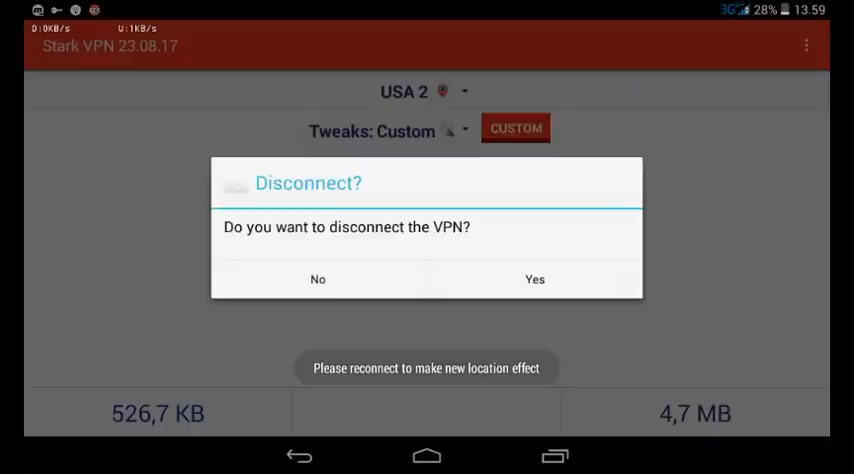 3G 28% 13.59
D:0KB/s U:1KB/s
Stark VPN 23.08.17
USA 2
Tweaks: Custom CUSTOM
Disconnect?
Do you want to disconnect the VPN?
No Yes
Please reconnect to make new location effect
526,7 KB 4,7 MB